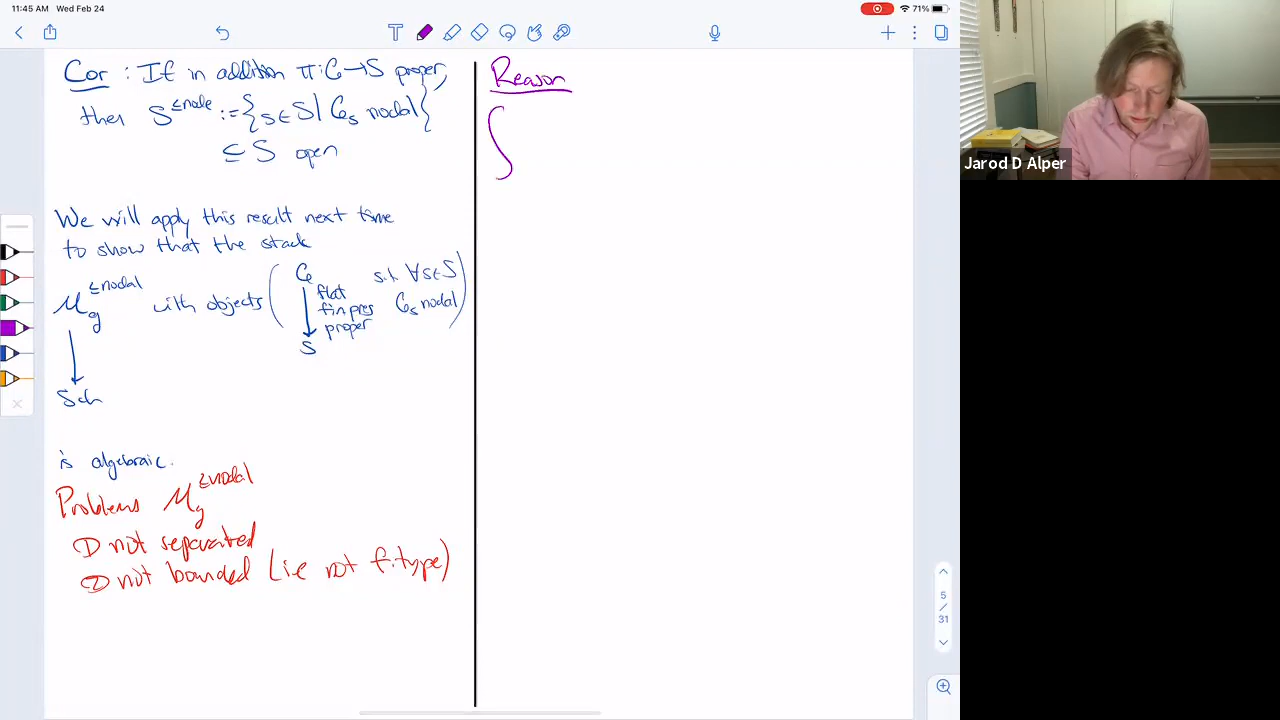 11:45 AM Wed Feb 24
71%
Cor : If in addition π: C → S proper,
then S^{≤node} := {s ∈ S | C_s nodal}
⊆ S open
We will apply this result next time
to show that the stack
M_g^{≤nodal} with objects ( C → S flat fin pres proper s.t. ∀s∈S C_s nodal )
↓
Sch
is algebraic.
Problems M_g^{≤nodal}
① not separated
② not bounded (ie not f.type)
Reason
Jarod D Alper
5
/
31